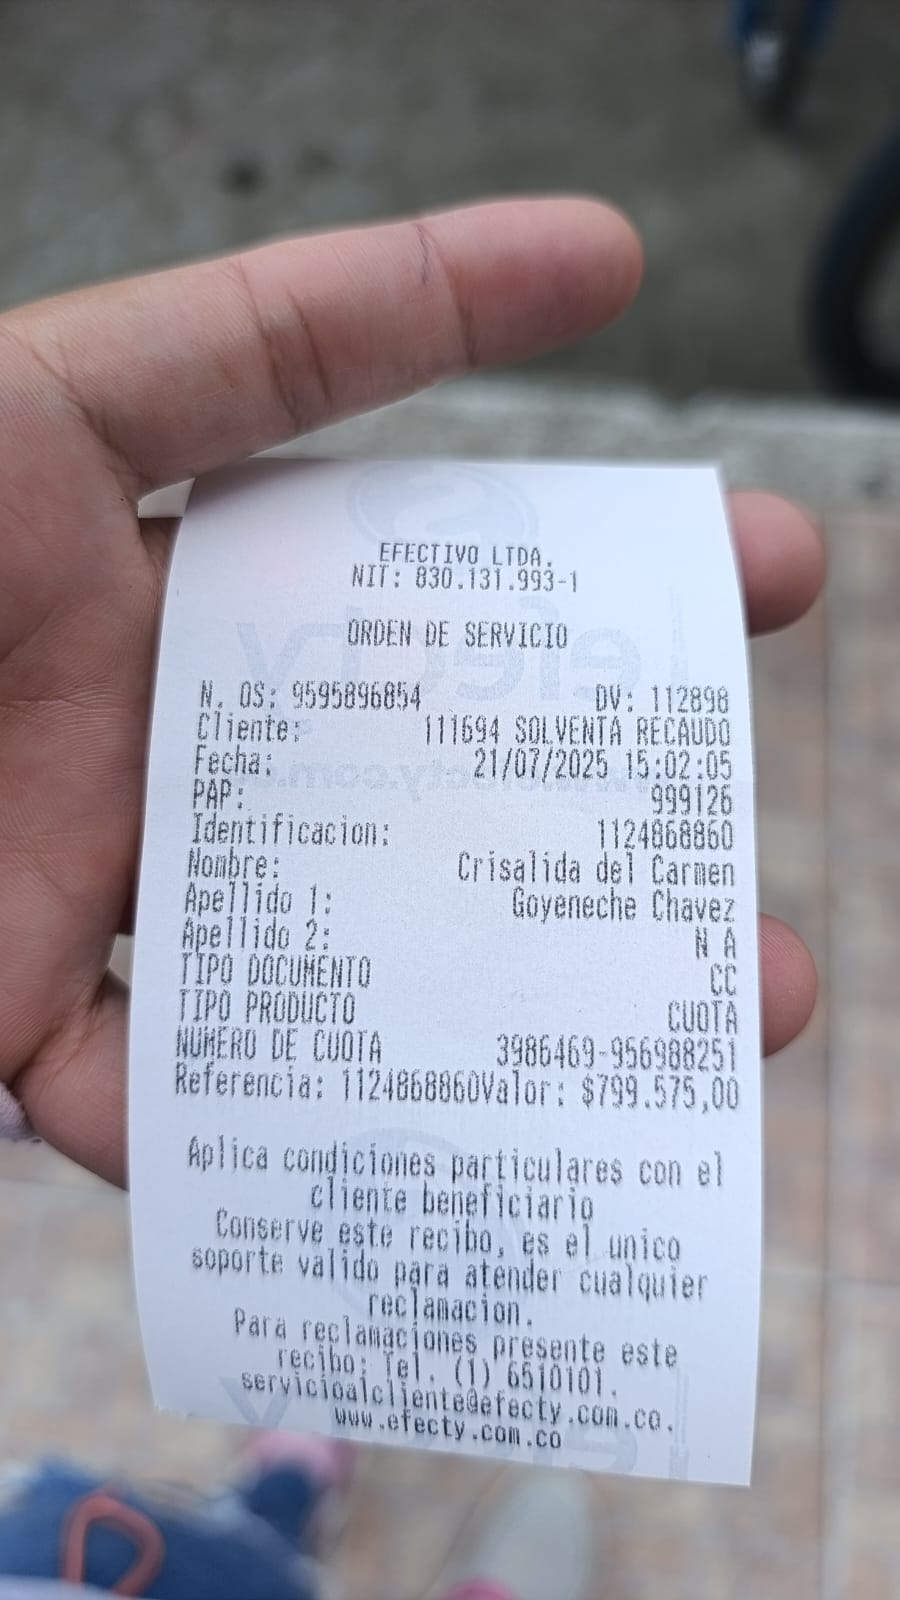 EFECTIVO LTDA.
NIT: 830.131.993-1
ORDEN DE SERVICIO
N. OS: 9595896854 DV: 112898
Cliente: 111694 SOLVENTA RECAUDO
Fecha: 21/07/2025 15:02:05
PAP: 999126
Identificacion: 1124868860
Nombre: Crisalida del Carmen
Apellido 1: Goyeneche Chavez
Apellido 2: N A
TIPO DOCUMENTO CC
TIPO PRODUCTO CUOTA
NUMERO DE CUOTA 3986469-956988251
Referencia: 1124868860Valor: $799.575,00
Aplica condiciones particulares con el
cliente beneficiario
Conserve este recibo, es el unico
soporte valido para atender cualquier
reclamacion.
Para reclamaciones presente este
recibo: Tel. (1) 6510101.
servicioalcliente@efecty.com.co.
www.efecty.com.co